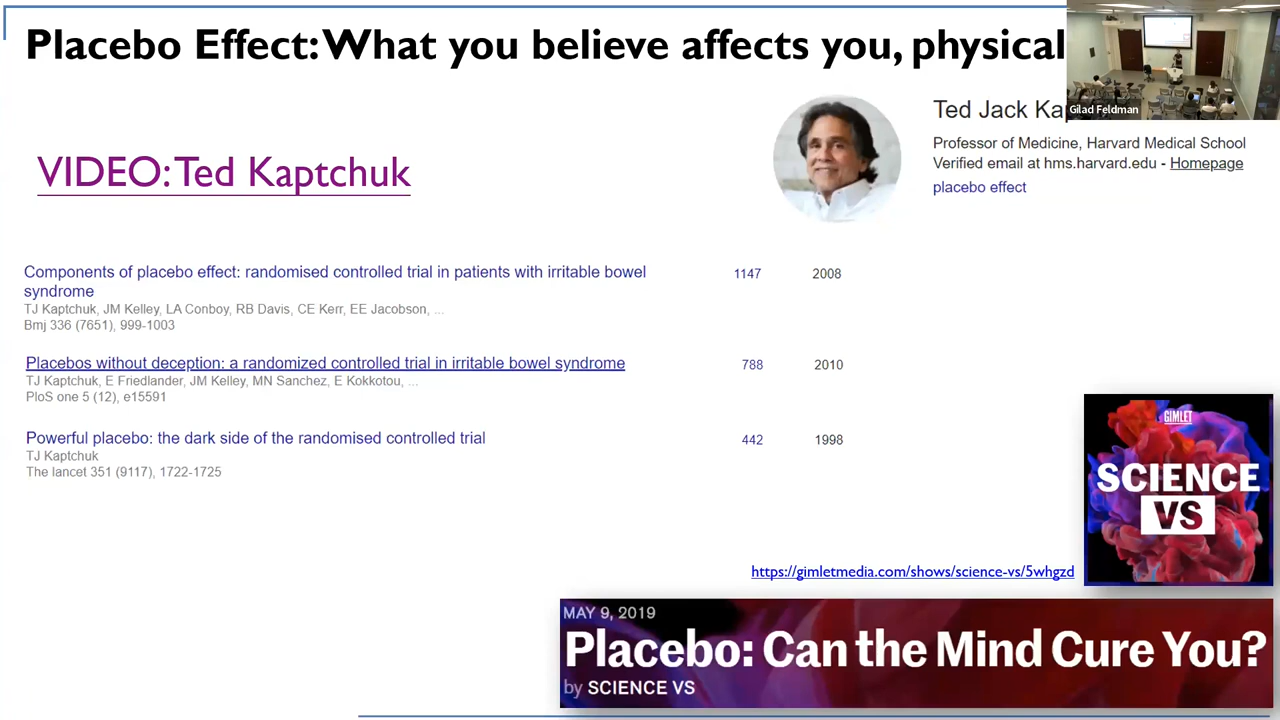 Placebo Effect: What you believe affects you, physical
Gilad Feldman
Ted Jack Ka
Professor of Medicine, Harvard Medical School
Verified email at hms.harvard.edu - Homepage
placebo effect
VIDEO: Ted Kaptchuk
Components of placebo effect: randomised controlled trial in patients with irritable bowel 1147 2008
syndrome
TJ Kaptchuk, JM Kelley, LA Conboy, RB Davis, CE Kerr, EE Jacobson, ...
Bmj 336 (7651), 999-1003
Placebos without deception: a randomized controlled trial in irritable bowel syndrome 788 2010
TJ Kaptchuk, E Friedlander, JM Kelley, MN Sanchez, E Kokkotou, ...
PloS one 5 (12), e15591
Powerful placebo: the dark side of the randomised controlled trial 442 1998
TJ Kaptchuk
The lancet 351 (9117), 1722-1725
GIMLET
SCIENCE
VS
https://gimletmedia.com/shows/science-vs/5whgzd
MAY 9, 2019
Placebo: Can the Mind Cure You?
by SCIENCE VS